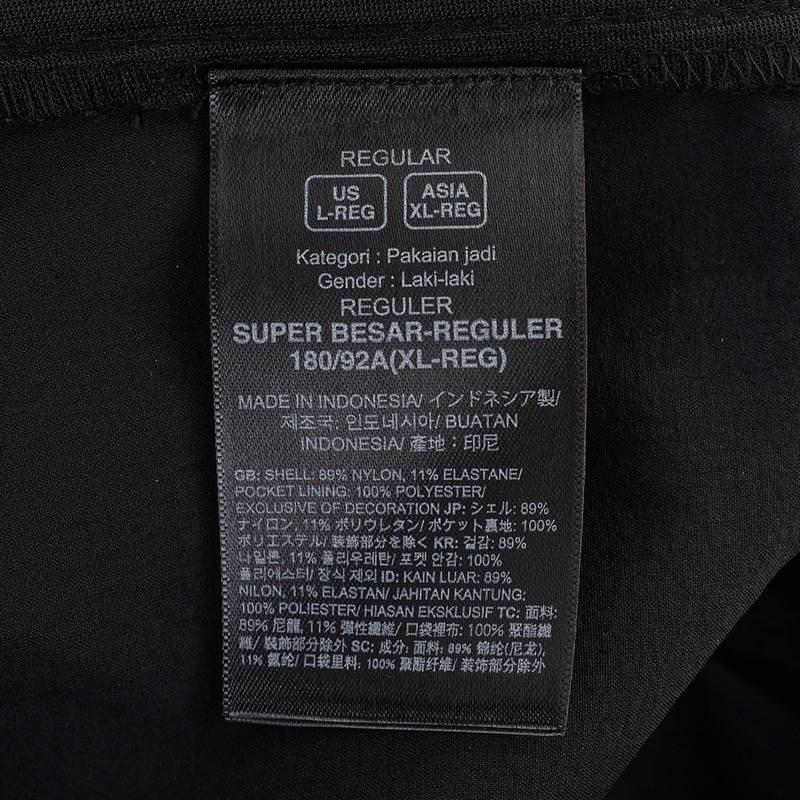 REGULAR
US ASIA
L-REG XL-REG
Kategori : Pakaian jadi
Gender : Laki-laki
REGULER
SUPER BESAR-REGULER
180/92A(XL-REG)
MADE IN INDONESIA/ インドネシア製/
제조국: 인도네시아/ BUATAN
INDONESIA/ 產地 : 印尼
GB: SHELL: 89% NYLON, 11% ELASTANE/
POCKET LINING: 100% POLYESTER/
EXCLUSIVE OF DECORATION JP: シェル: 89%
ナイロン, 11% ポリウレタン/ ポケット裏地: 100%
ポリエステル/ 装飾部分を除く KR: 겉감: 89%
나일론, 11% 폴리우레탄/ 포켓 안감: 100%
폴리에스터/ 장식 제외 ID: KAIN LUAR: 89%
NILON, 11% ELASTAN/ JAHITAN KANTUNG:
100% POLIESTER/ HIASAN EKSKLUSIF TC: 面料:
89% 尼龍, 11% 彈性纖維/ 口袋裡布: 100% 聚酯纖
維/ 裝飾部分除外 SC: 成分: 面料: 89% 锦纶(尼龙),
11% 氨纶/ 口袋里料: 100% 聚酯纤维/ 装饰部分除外